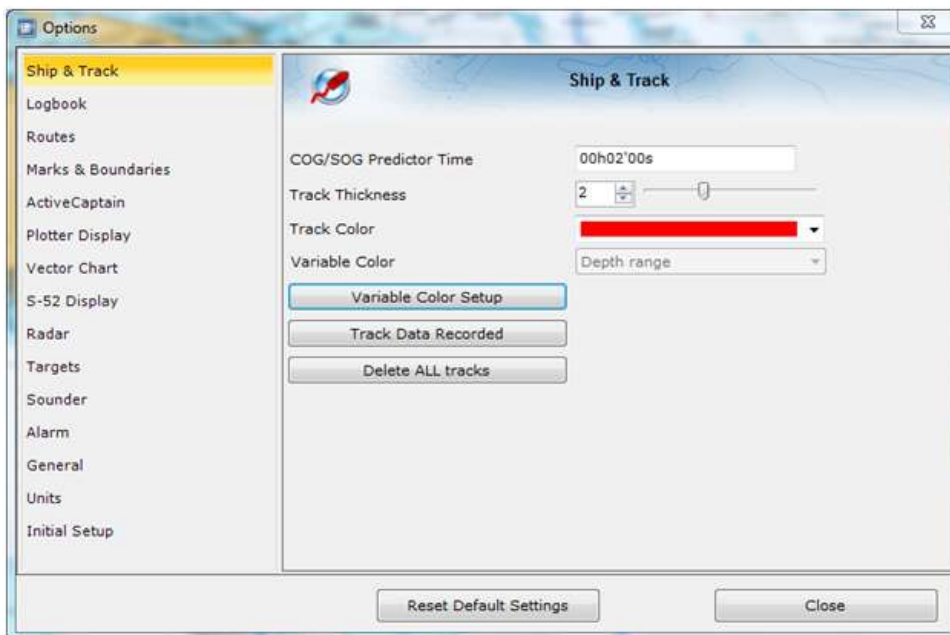 Options
Ship & Track
Logbook
Routes
Marks & Boundaries
ActiveCaptain
Plotter Display
Vector Chart
S-52 Display
Radar
Targets
Sounder
Alarm
General
Units
Initial Setup
Ship & Track
COG/SOG Predictor Time 00h02'00s
Track Thickness 2
Track Color
Variable Color Depth range
Variable Color Setup
Track Data Recorded
Delete ALL tracks
Reset Default Settings Close